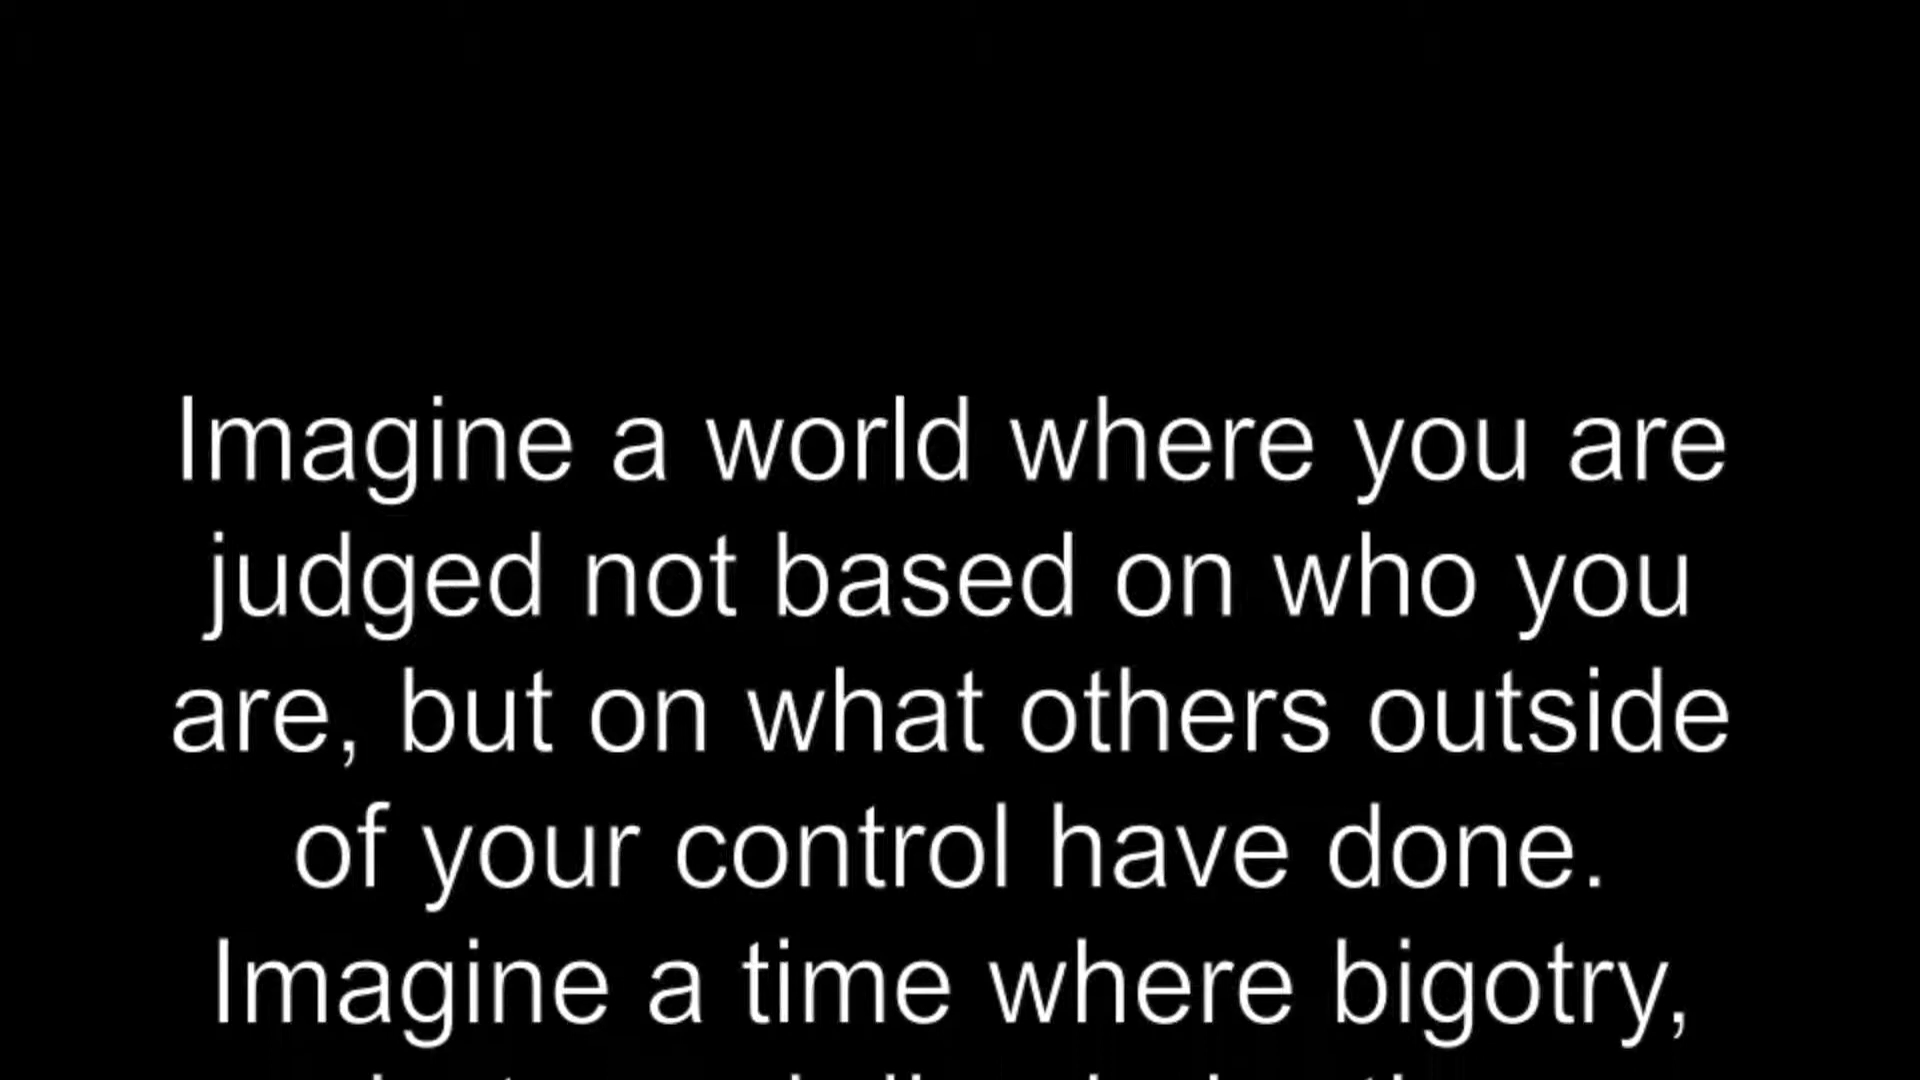 Imagine a world where you are
judged not based on who you
are, but on what others outside
of your control have done.
Imagine a time where bigotry,